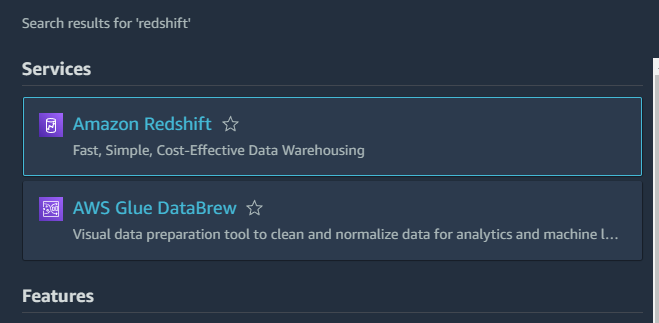 Search results for 'redshift'
Services
Amazon Redshift
Fast, Simple, Cost-Effective Data Warehousing
AWS Glue DataBrew
Visual data preparation tool to clean and normalize data for analytics and machine l...
Features